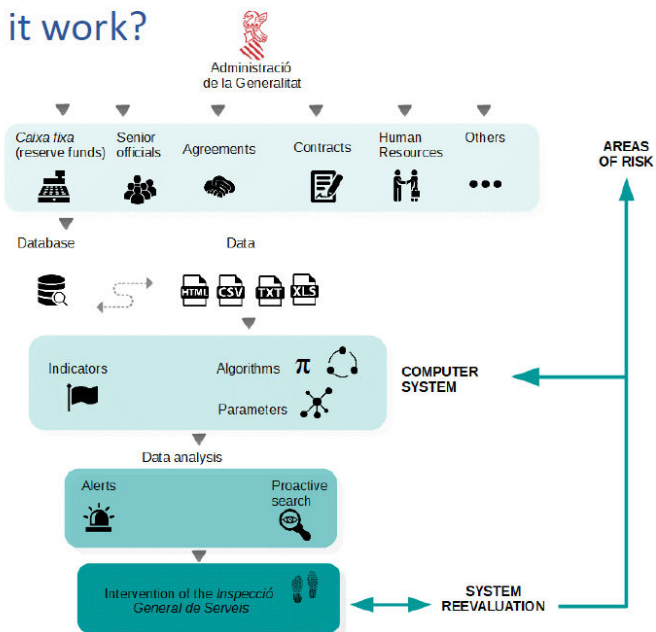 it work?
Administració
de la Generalitat
Caixa fixa
(reserve funds)
Senior
officials
Agreements
Contracts
Human
Resources
Others
AREAS
OF RISK
Database
Data
HTML
CSV
TXT
XLS
Indicators
Algorithms
π
Parameters
COMPUTER
SYSTEM
Data analysis
Alerts
Proactive
search
Intervention of the Inspecció
General de Serveis
SYSTEM
REEVALUATION